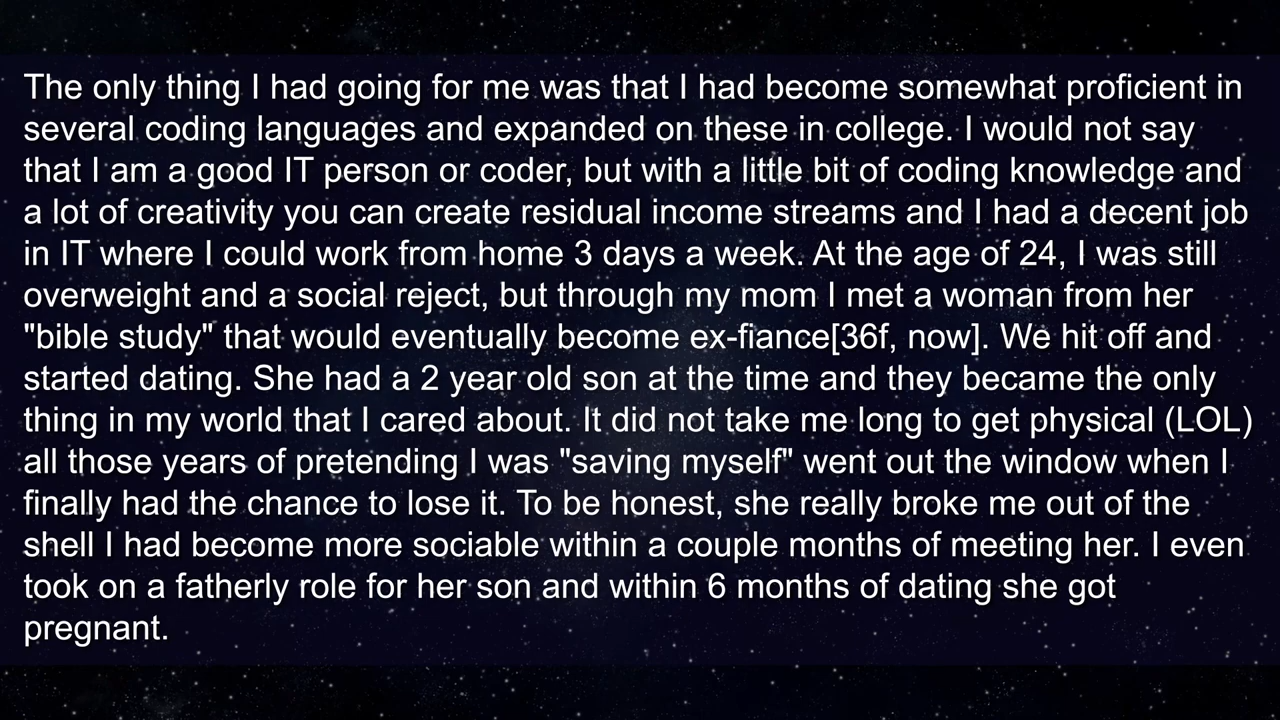 The only thing I had going for me was that I had become somewhat proficient in
several coding languages and expanded on these in college. I would not say
that I am a good IT person or coder, but with a little bit of coding knowledge and
a lot of creativity you can create residual income streams and I had a decent job
in IT where I could work from home 3 days a week. At the age of 24, I was still
overweight and a social reject, but through my mom I met a woman from her
"bible study" that would eventually become ex-fiance[36f, now]. We hit off and
started dating. She had a 2 year old son at the time and they became the only
thing in my world that I cared about. It did not take me long to get physical (LOL)
all those years of pretending I was "saving myself" went out the window when I
finally had the chance to lose it. To be honest, she really broke me out of the
shell I had become more sociable within a couple months of meeting her. I even
took on a fatherly role for her son and within 6 months of dating she got
pregnant.